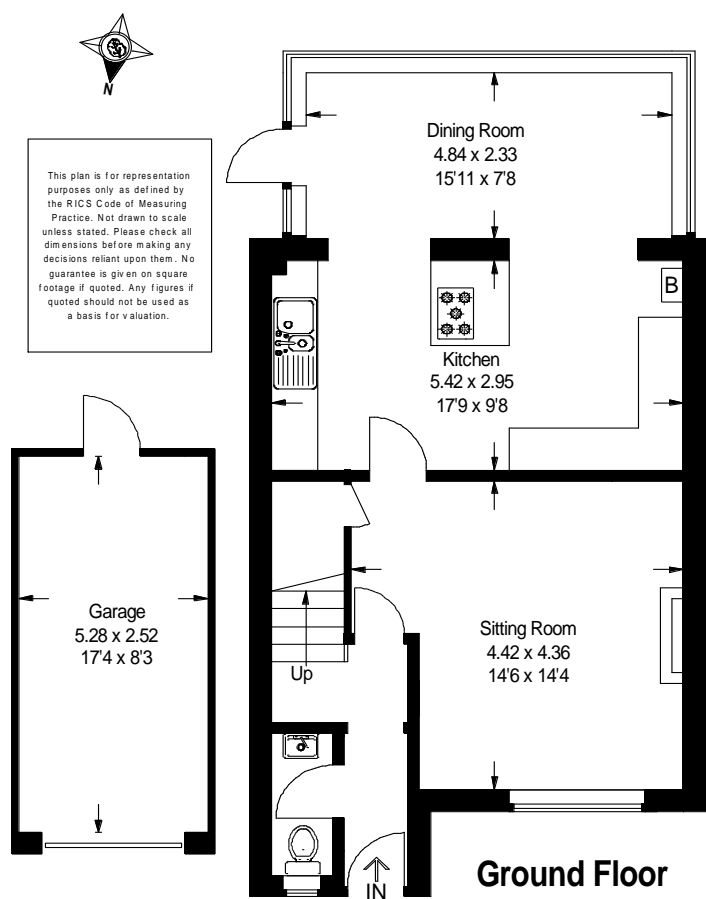 N
This plan is for representation
purposes only as defined by
the RICS Code of Measuring
Practice. Not drawn to scale
unless stated. Please check all
dimensions before making any
decisions reliant upon them. No
guarantee is given on square
footage if quoted. Any figures if
quoted should not be used as
a basis for valuation.
Dining Room
4.84 x 2.33
15'11 x 7'8
B
Kitchen
5.42 x 2.95
17'9 x 9'8
Garage
5.28 x 2.52
17'4 x 8'3
Sitting Room
4.42 x 4.36
14'6 x 14'4
Up
IN
Ground Floor